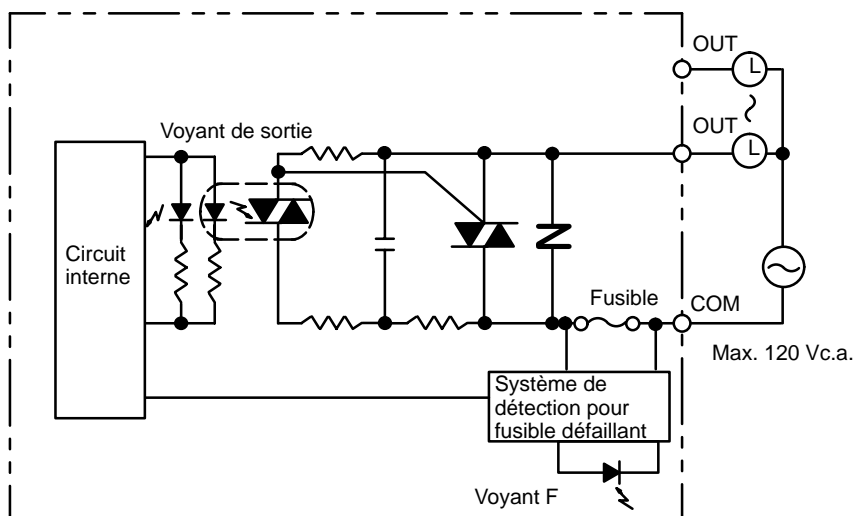 OUT
L
Voyant de sortie
OUT
L
Circuit
interne
Fusible
COM
Max. 120 Vc.a.
Système de
détection pour
fusible défaillant
Voyant F